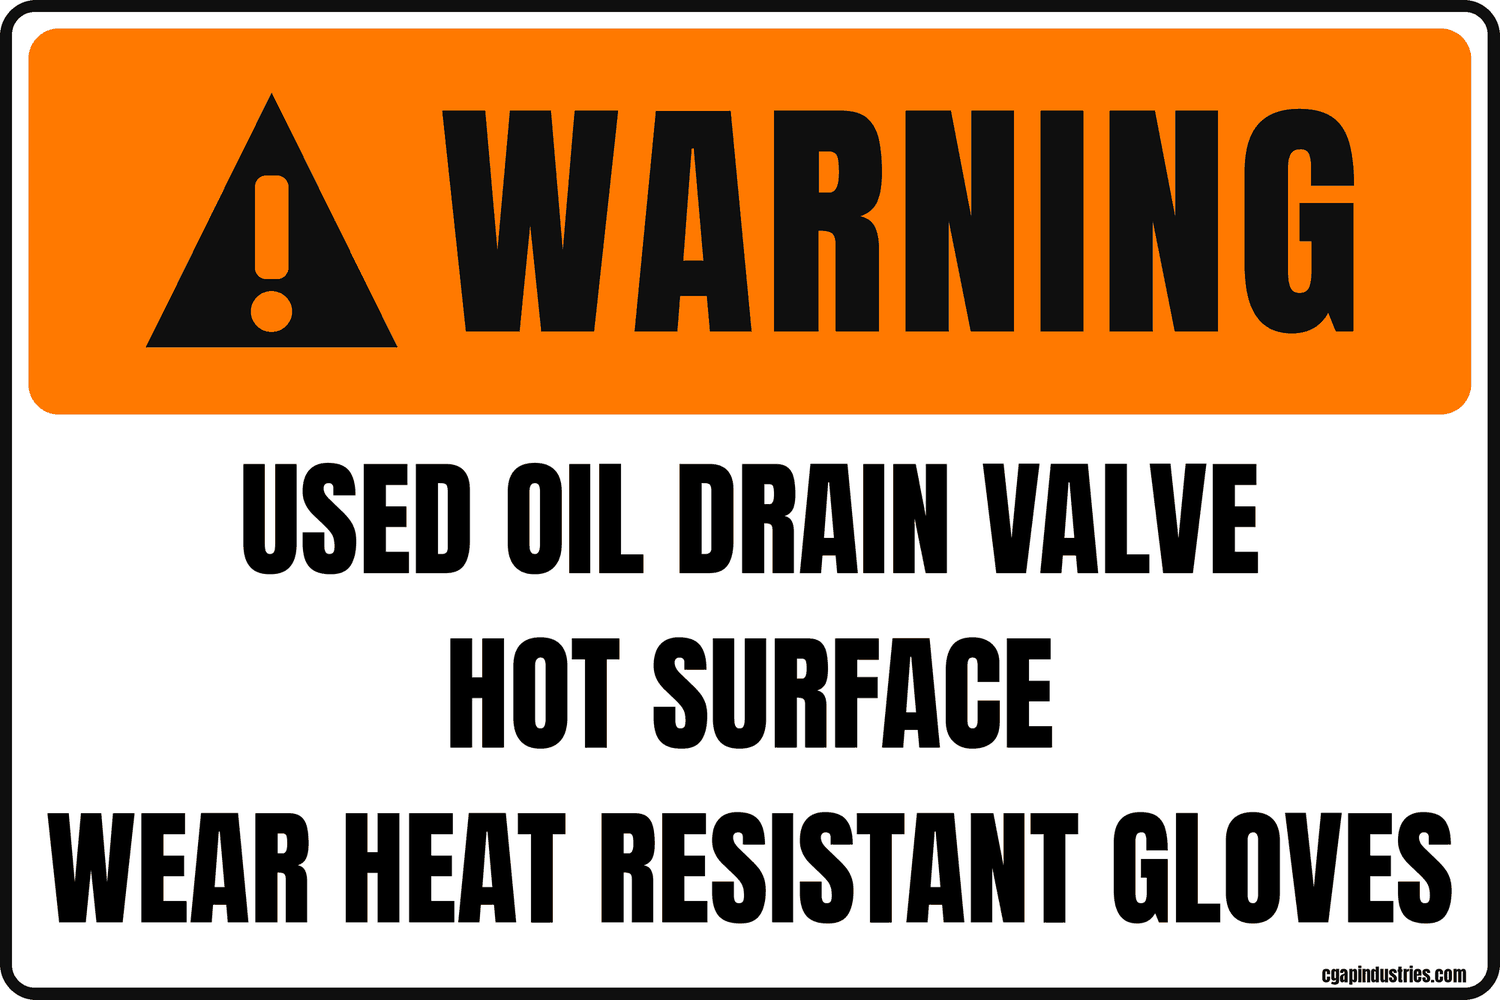 WARNING
USED OIL DRAIN VALVE
HOT SURFACE
WEAR HEAT RESISTANT GLOVES
cgapindustries.com